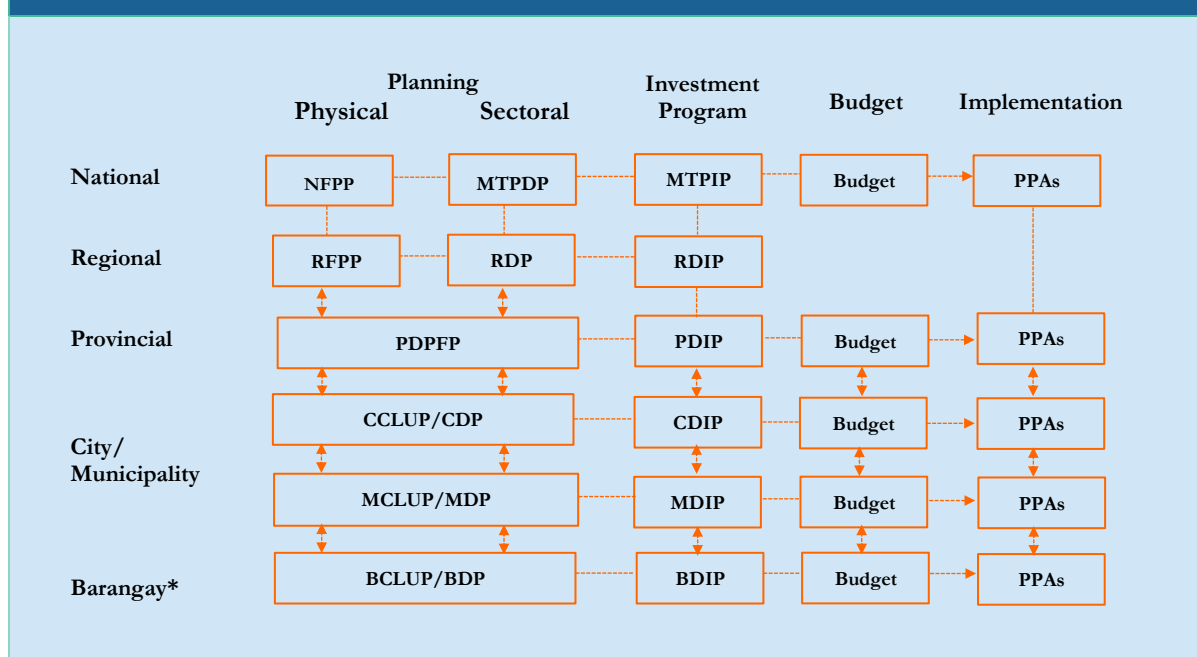 Planning
Physical
Sectoral
Investment
Program
Budget
Implementation
National
NFPP
MTPDP
MTPIP
Budget
PPAs
Regional
RFPP
RDP
RDIP
Provincial
PDPFP
PDIP
Budget
PPAs
City/
Municipality
CCLUP/CDP
CDIP
Budget
PPAs
MCLUP/MDP
MDIP
Budget
PPAs
Barangay*
BCLUP/BDP
BDIP
Budget
PPAs